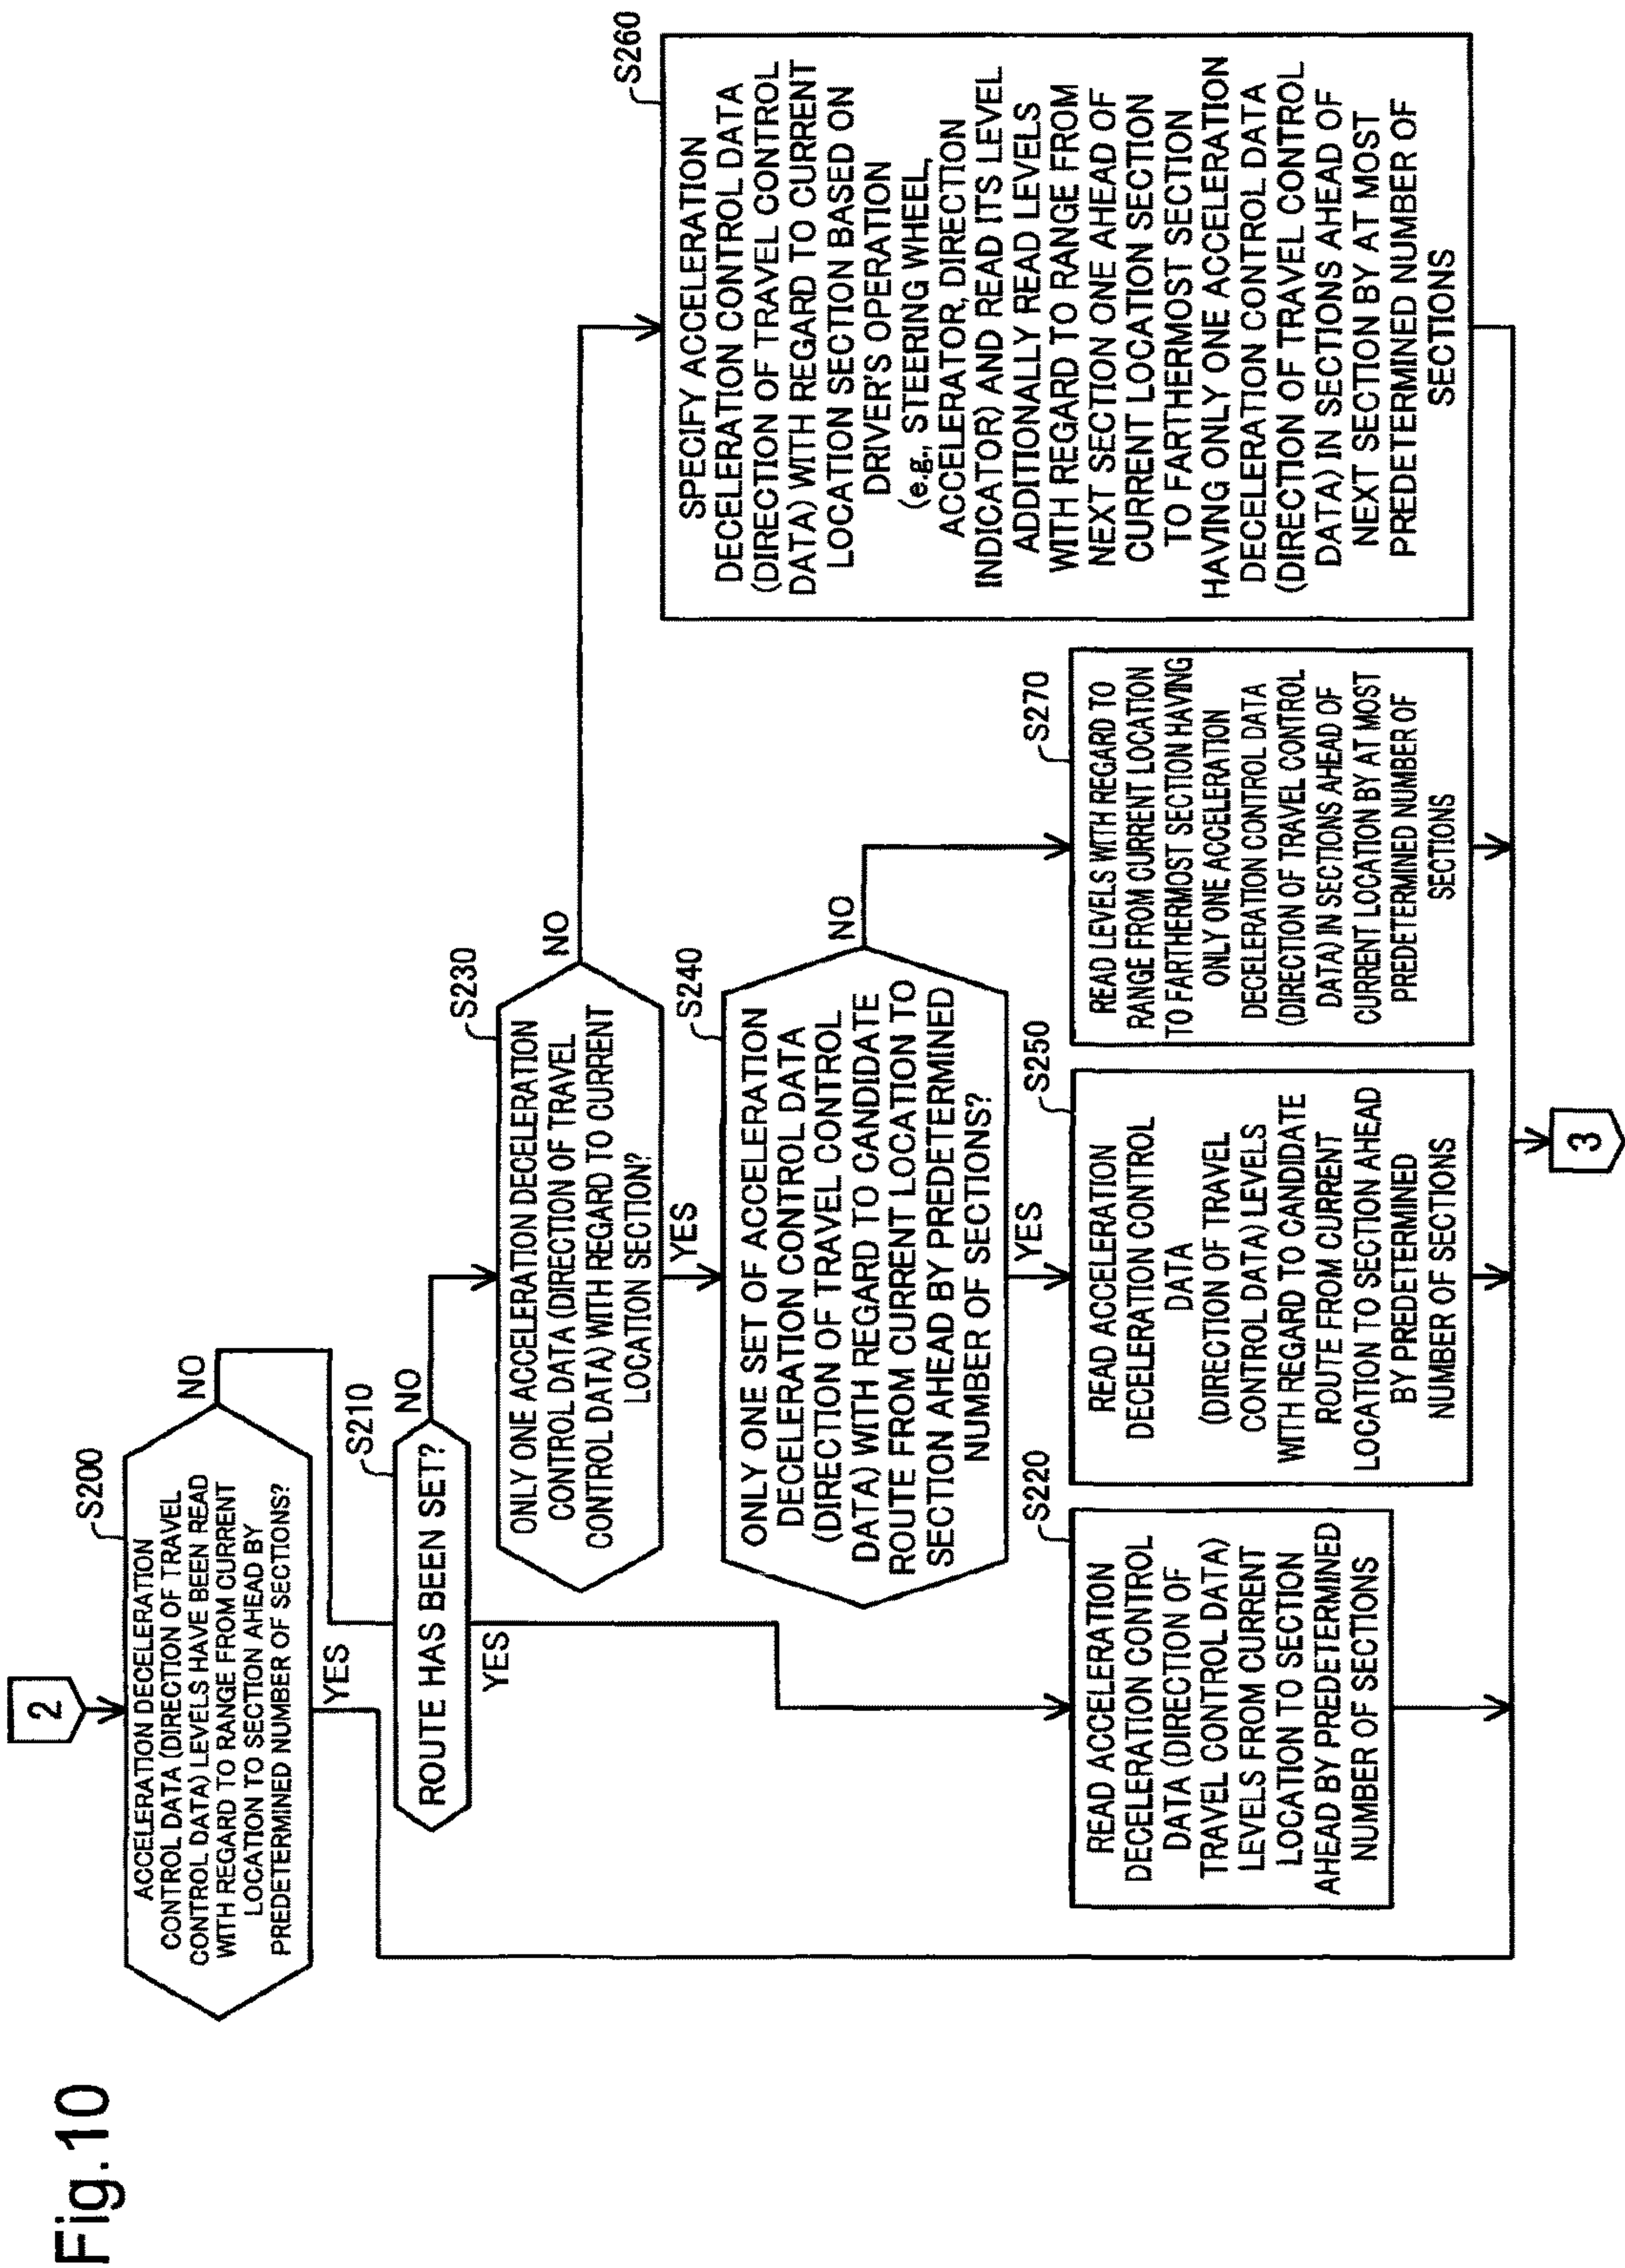 Fig.10
2
S200
ACCELERATION DECELERATION
CONTROL DATA (DIRECTION OF TRAVEL
CONTROL DATA) LEVELS HAVE BEEN READ
WITH REGARD TO RANGE FROM CURRENT
LOCATION TO SECTION AHEAD BY
PREDETERMINED NUMBER OF SECTIONS?
NO
YES
S210
ROUTE HAS BEEN SET?
NO
YES
S230
ONLY ONE ACCELERATION DECELERATION
CONTROL DATA (DIRECTION OF TRAVEL
CONTROL DATA) WITH REGARD TO CURRENT
LOCATION SECTION?
NO
YES
S240
ONLY ONE SET OF ACCELERATION
DECELERATION CONTROL DATA
(DIRECTION OF TRAVEL CONTROL
DATA) WITH REGARD TO CANDIDATE
ROUTE FROM CURRENT LOCATION TO
SECTION AHEAD BY PREDETERMINED
NUMBER OF SECTIONS?
NO
YES
S220
READ ACCELERATION
DECELERATION CONTROL
DATA (DIRECTION OF
TRAVEL CONTROL DATA)
LEVELS FROM CURRENT
LOCATION TO SECTION
AHEAD BY PREDETERMINED
NUMBER OF SECTIONS
S250
READ ACCELERATION
DECELERATION CONTROL
DATA
(DIRECTION OF TRAVEL
CONTROL DATA) LEVELS
WITH REGARD TO CANDIDATE
ROUTE FROM CURRENT
LOCATION TO SECTION AHEAD
BY PREDETERMINED
NUMBER OF SECTIONS
S270
READ LEVELS WITH REGARD TO
RANGE FROM CURRENT LOCATION
TO FARTHERMOST SECTION HAVING
ONLY ONE ACCELERATION
DECELERATION CONTROL DATA
(DIRECTION OF TRAVEL CONTROL
DATA) IN SECTIONS AHEAD OF
CURRENT LOCATION BY AT MOST
PREDETERMINED NUMBER OF
SECTIONS
S260
SPECIFY ACCELERATION
DECELERATION CONTROL DATA
(DIRECTION OF TRAVEL CONTROL
DATA) WITH REGARD TO CURRENT
LOCATION SECTION BASED ON
DRIVER'S OPERATION
(e.g., STEERING WHEEL,
ACCELERATOR, DIRECTION
INDICATOR) AND READ ITS LEVEL
ADDITIONALLY READ LEVELS
WITH REGARD TO RANGE FROM
NEXT SECTION ONE AHEAD OF
CURRENT LOCATION SECTION
TO FARTHERMOST SECTION
HAVING ONLY ONE ACCELERATION
DECELERATION CONTROL DATA
(DIRECTION OF TRAVEL CONTROL
DATA) IN SECTIONS AHEAD OF
NEXT SECTION BY AT MOST
PREDETERMINED NUMBER OF
SECTIONS
3